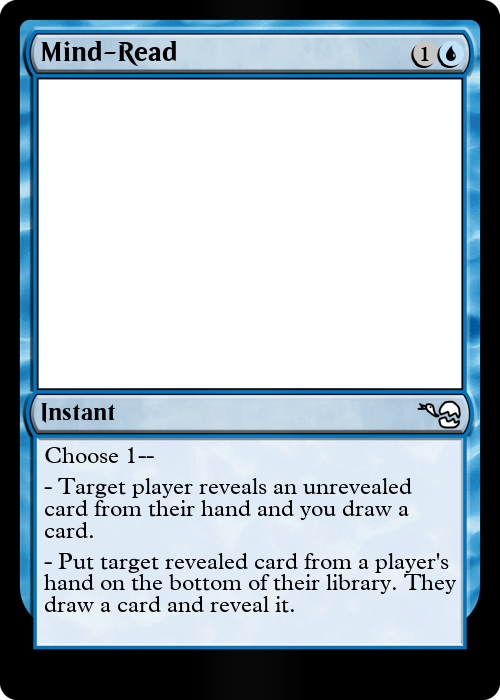 Mind-Read
1
Instant
Choose 1--
- Target player reveals an unrevealed
card from their hand and you draw a
card.
- Put target revealed card from a player's
hand on the bottom of their library. They
draw a card and reveal it.